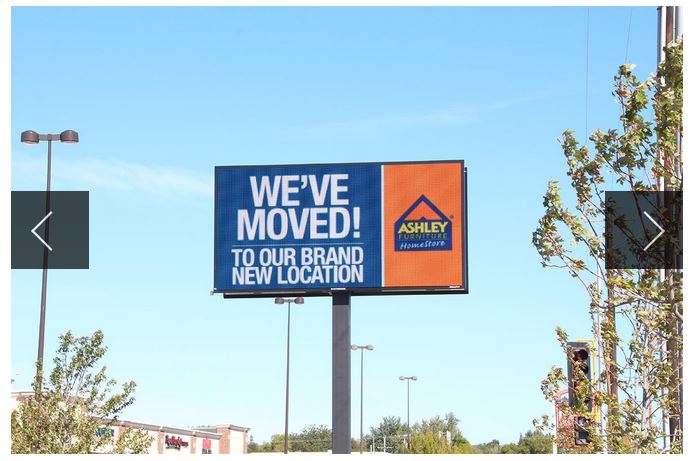 WE'VE
MOVED!
TO OUR BRAND
NEW LOCATION
ASHLEY
FURNITURE
HomeStore
®